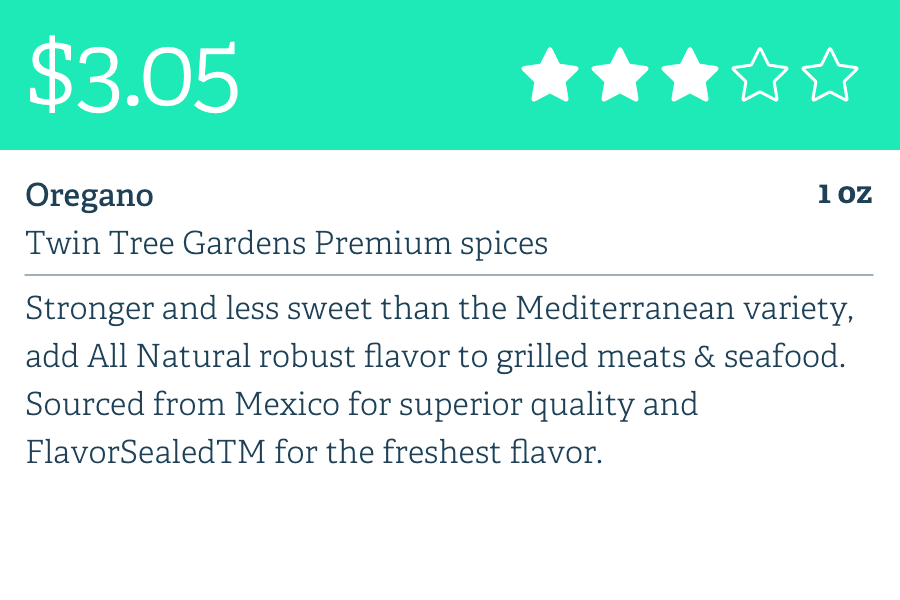 $3.05
Oregano 1 oz
Twin Tree Gardens Premium spices
Stronger and less sweet than the Mediterranean variety,
add All Natural robust flavor to grilled meats & seafood.
Sourced from Mexico for superior quality and
FlavorSealedTM for the freshest flavor.